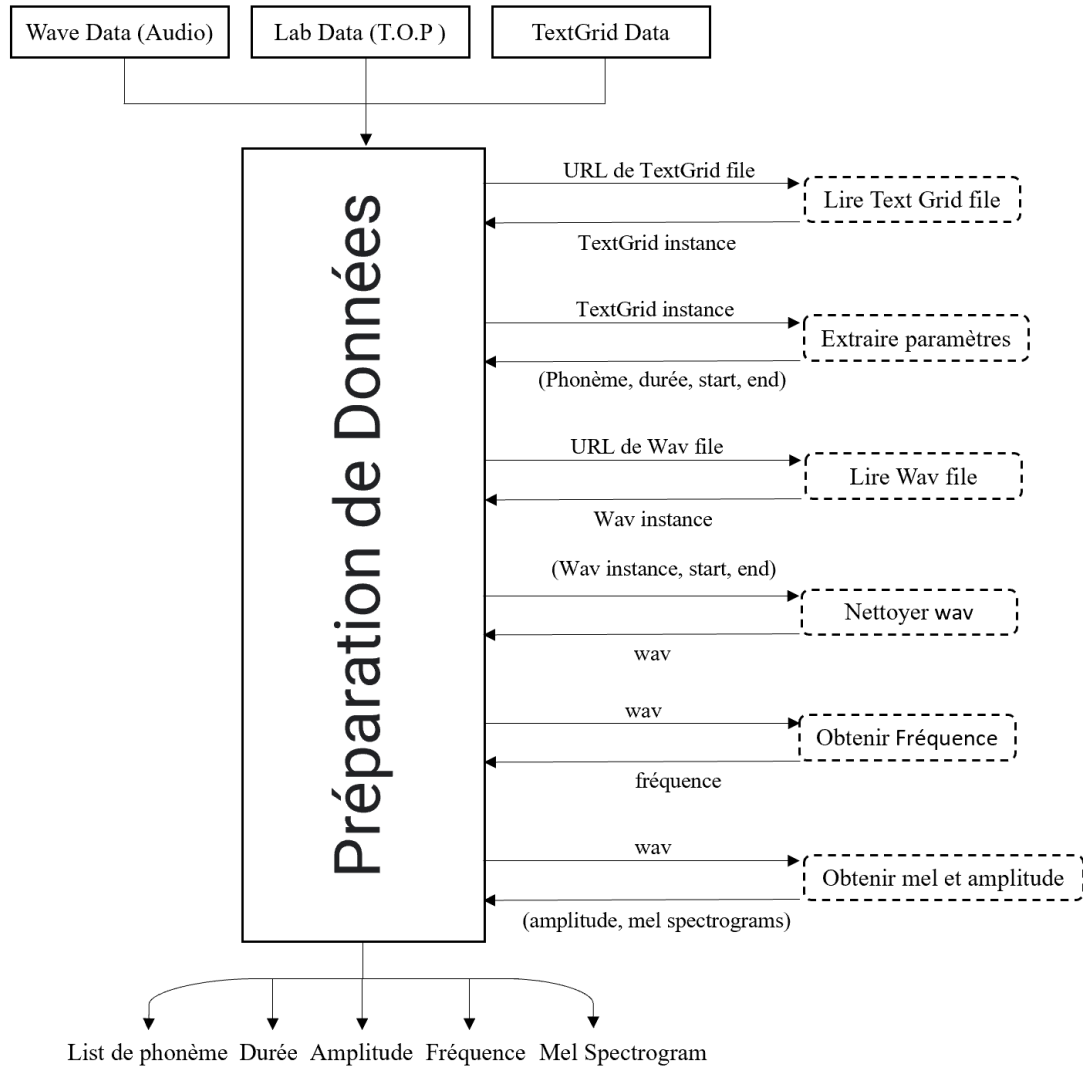 Wave Data (Audio)
Lab Data (T.O.P )
TextGrid Data
Préparation de Données
URL de TextGrid file
Lire Text Grid file
TextGrid instance
TextGrid instance
Extraire paramètres
(Phonème, durée, start, end)
URL de Wav file
Lire Wav file
Wav instance
(Wav instance, start, end)
Nettoyer wav
wav
wav
Obtenir Fréquence
fréquence
wav
Obtenir mel et amplitude
(amplitude, mel spectrograms)
List de phonème Durée Amplitude Fréquence Mel Spectrogram